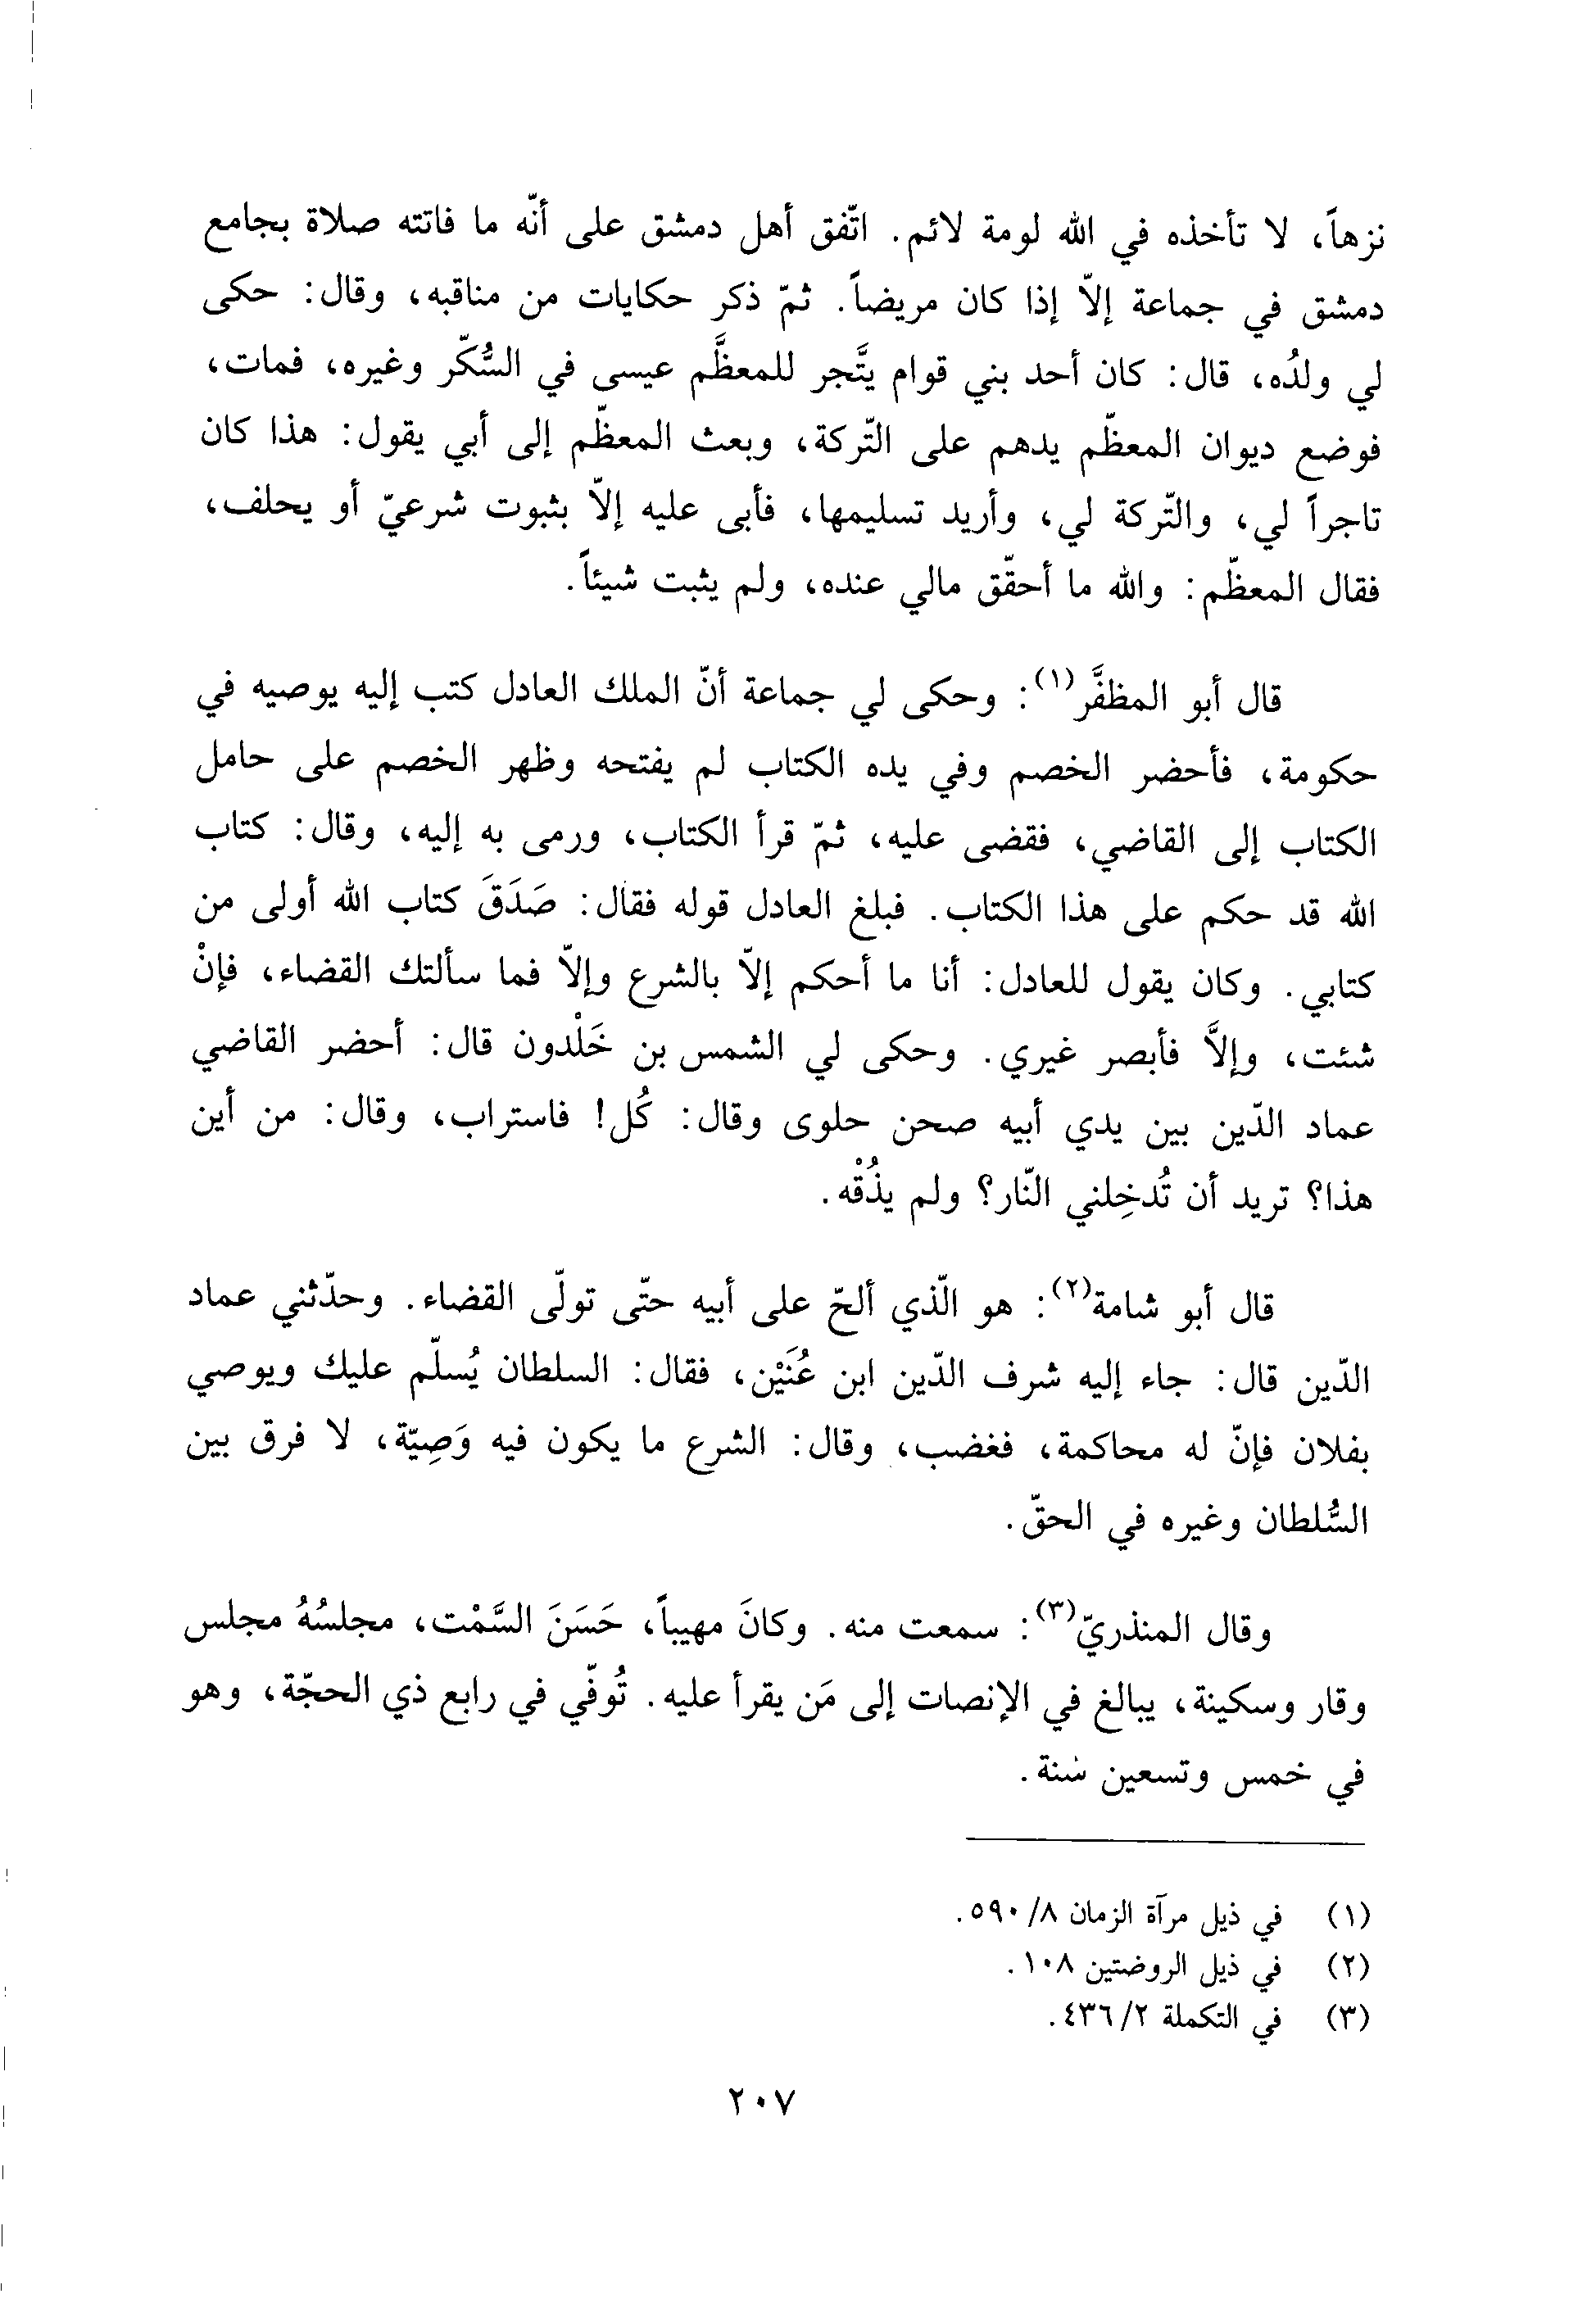 نزهاً، لا تأخذه في الله لومة لائم. اتّفق أهل دمشق على أنّه ما فاتته صلاة بجامع
دمشق في جماعة إلاّ إذا كان مريضاً. ثمّ ذكر حكايات من مناقبه، وقال: حكى
لي ولدُه، قال: كان أحد بني قوام يتَّجر للمعظَّم عيسى في السُّكّر وغيره، فمات،
فوضع ديوان المعظّم يدهم على التّركة، وبعث المعظّم إلى أبي يقول: هذا كان
تاجراً لي، والتّركة لي، وأريد تسليمها، فأبى عليه إلاّ بثبوت شرعيّ أو يحلف،
فقال المعظّم: والله ما أحقّق مالي عنده، ولم يثبت شيئاً.
قال أبو المظفَّر(١): وحكى لي جماعة أنّ الملك العادل كتب إليه يوصيه في
حكومة، فأحضر الخصم وفي يده الكتاب لم يفتحه وظهر الخصم على حامل
الكتاب إلى القاضي، فقضى عليه، ثمّ قرأ الكتاب، ورمى به إليه، وقال: كتاب
الله قد حكم على هذا الكتاب. فبلغ العادل قوله فقال: صَدَقَ كتاب الله أولى من
كتابي. وكان يقول للعادل: أنا ما أحكم إلاّ بالشرع وإلاّ فما سألتك القضاء، فإنْ
شئت، وإلاَّ فأبصر غيري. وحكى لي الشمس بن خَلْدون قال: أحضر القاضي
عماد الدّين بين يدي أبيه صحن حلوى وقال: كُل! فاستراب، وقال: من أين
هذا؟ تريد أن تُدخِلني النّار؟ ولم يذُقْه.
قال أبو شامة(٢): هو الّذي ألحّ على أبيه حتّى تولّى القضاء. وحدّثني عماد
الدّين قال: جاء إليه شرف الدّين ابن عُنَيْن، فقال: السلطان يُسلّم عليك ويوصي
بفلان فإنّ له محاكمة، فغضب، وقال: الشرع ما يكون فيه وَصِيّة، لا فرق بين
السُّلطان وغيره في الحقّ.
وقال المنذريّ(٣): سمعت منه. وكانَ مهيباً، حَسَنَ السَّمْت، مجلسُهُ مجلس
وقار وسكينة، يبالغ في الإنصات إلى مَن يقرأ عليه. تُوفّي في رابع ذي الحجّة، وهو
في خمس وتسعين سنة.
(١) في ذيل مرآة الزمان ٨/٥٩٠.
(٢) في ذيل الروضتين ١٠٨.
(٣) في التكملة ٢/٤٣٦.
٢٠٧